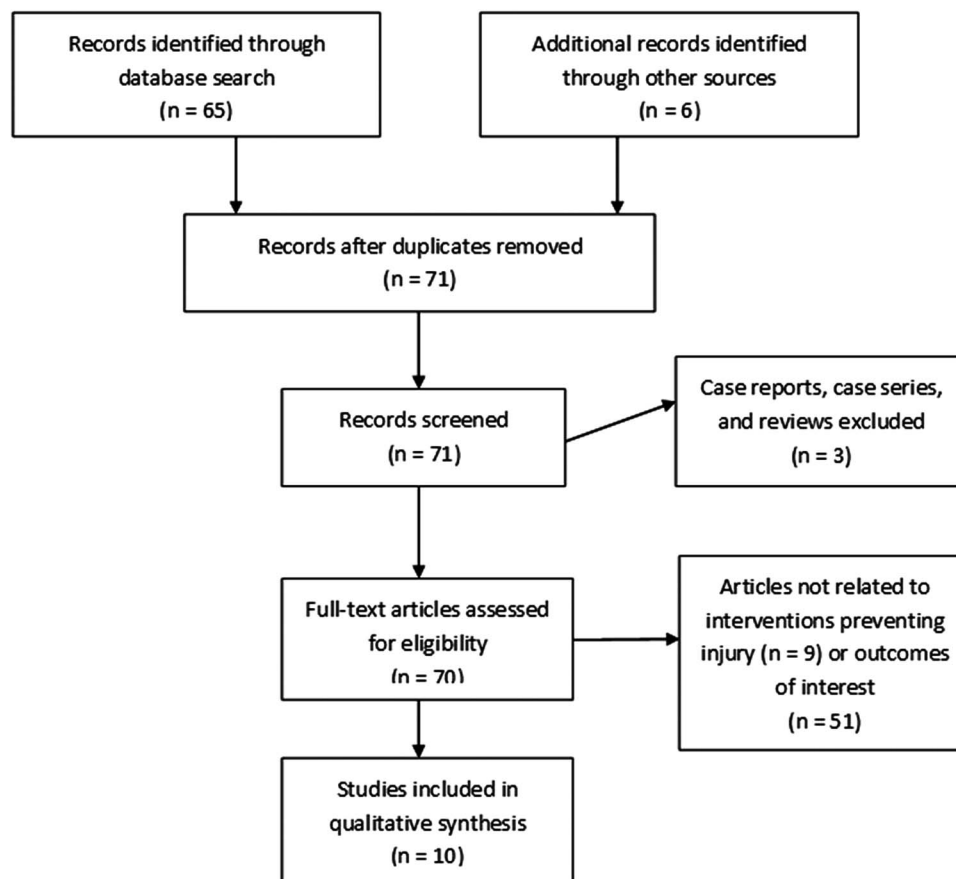 Records identified through
database search
(n = 65)
Additional records identified
through other sources
(n = 6)
Records after duplicates removed
(n = 71)
Records screened
(n = 71)
Case reports, case series,
and reviews excluded
(n = 3)
Full-text articles assessed
for eligibility
(n = 70)
Articles not related to
interventions preventing
injury (n = 9) or outcomes
of interest
(n = 51)
Studies included in
qualitative synthesis
(n = 10)